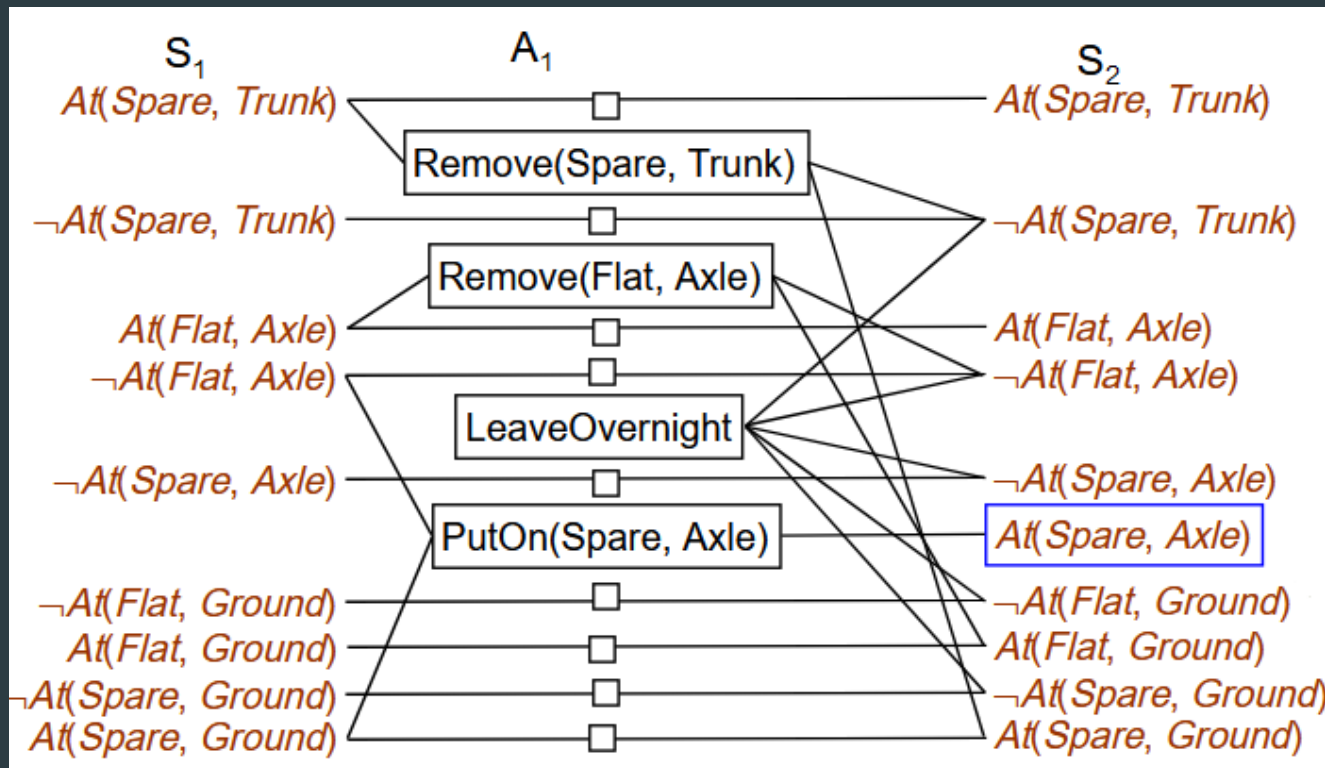 S₁ A₁ S₂
At(Spare, Trunk) At(Spare, Trunk)
Remove(Spare, Trunk)
¬At(Spare, Trunk) ¬At(Spare, Trunk)
Remove(Flat, Axle)
At(Flat, Axle) At(Flat, Axle)
¬At(Flat, Axle) ¬At(Flat, Axle)
LeaveOvernight
¬At(Spare, Axle) ¬At(Spare, Axle)
PutOn(Spare, Axle) At(Spare, Axle)
¬At(Flat, Ground) ¬At(Flat, Ground)
At(Flat, Ground) At(Flat, Ground)
¬At(Spare, Ground) ¬At(Spare, Ground)
At(Spare, Ground) At(Spare, Ground)